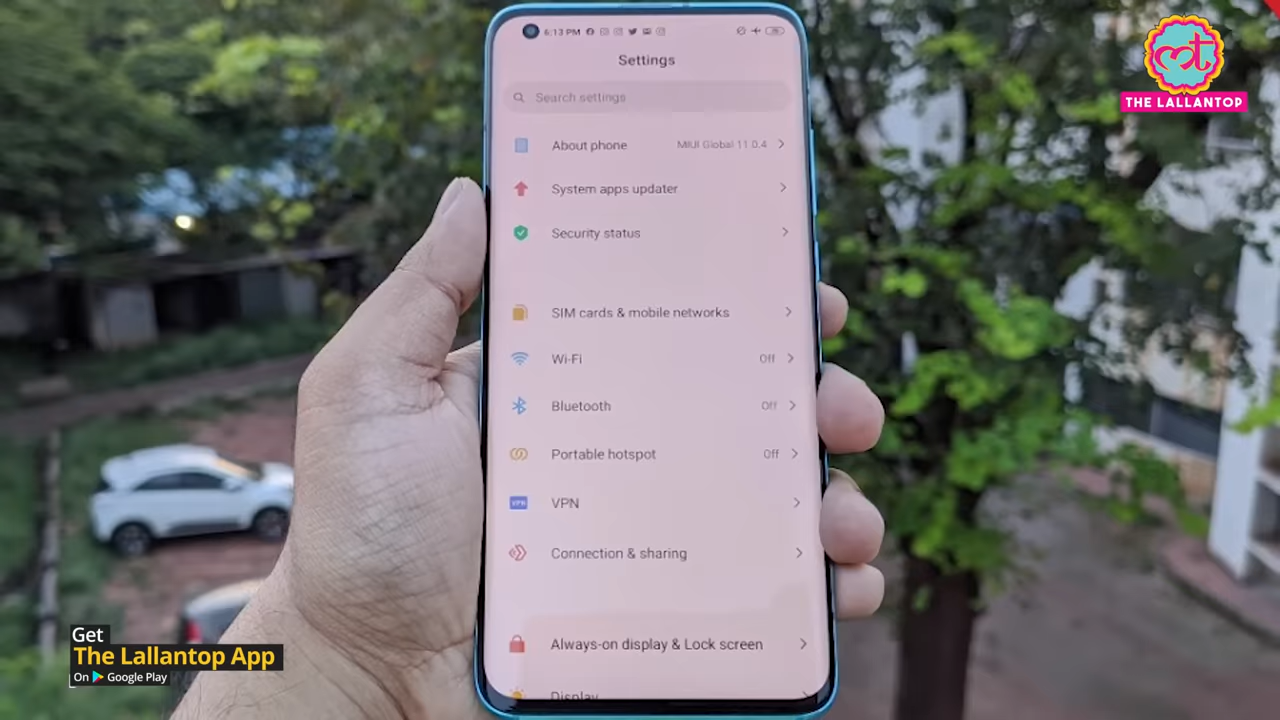 6:13 PM
Settings
Search settings
About phone MIUI Global 11.0.4
System apps updater
Security status
SIM cards & mobile networks
Wi-Fi Off
Bluetooth Off
Portable hotspot Off
VPN VPN
Connection & sharing
Always-on display & Lock screen
Display
THE LALLANTOP
Get
The Lallantop App
On Google Play